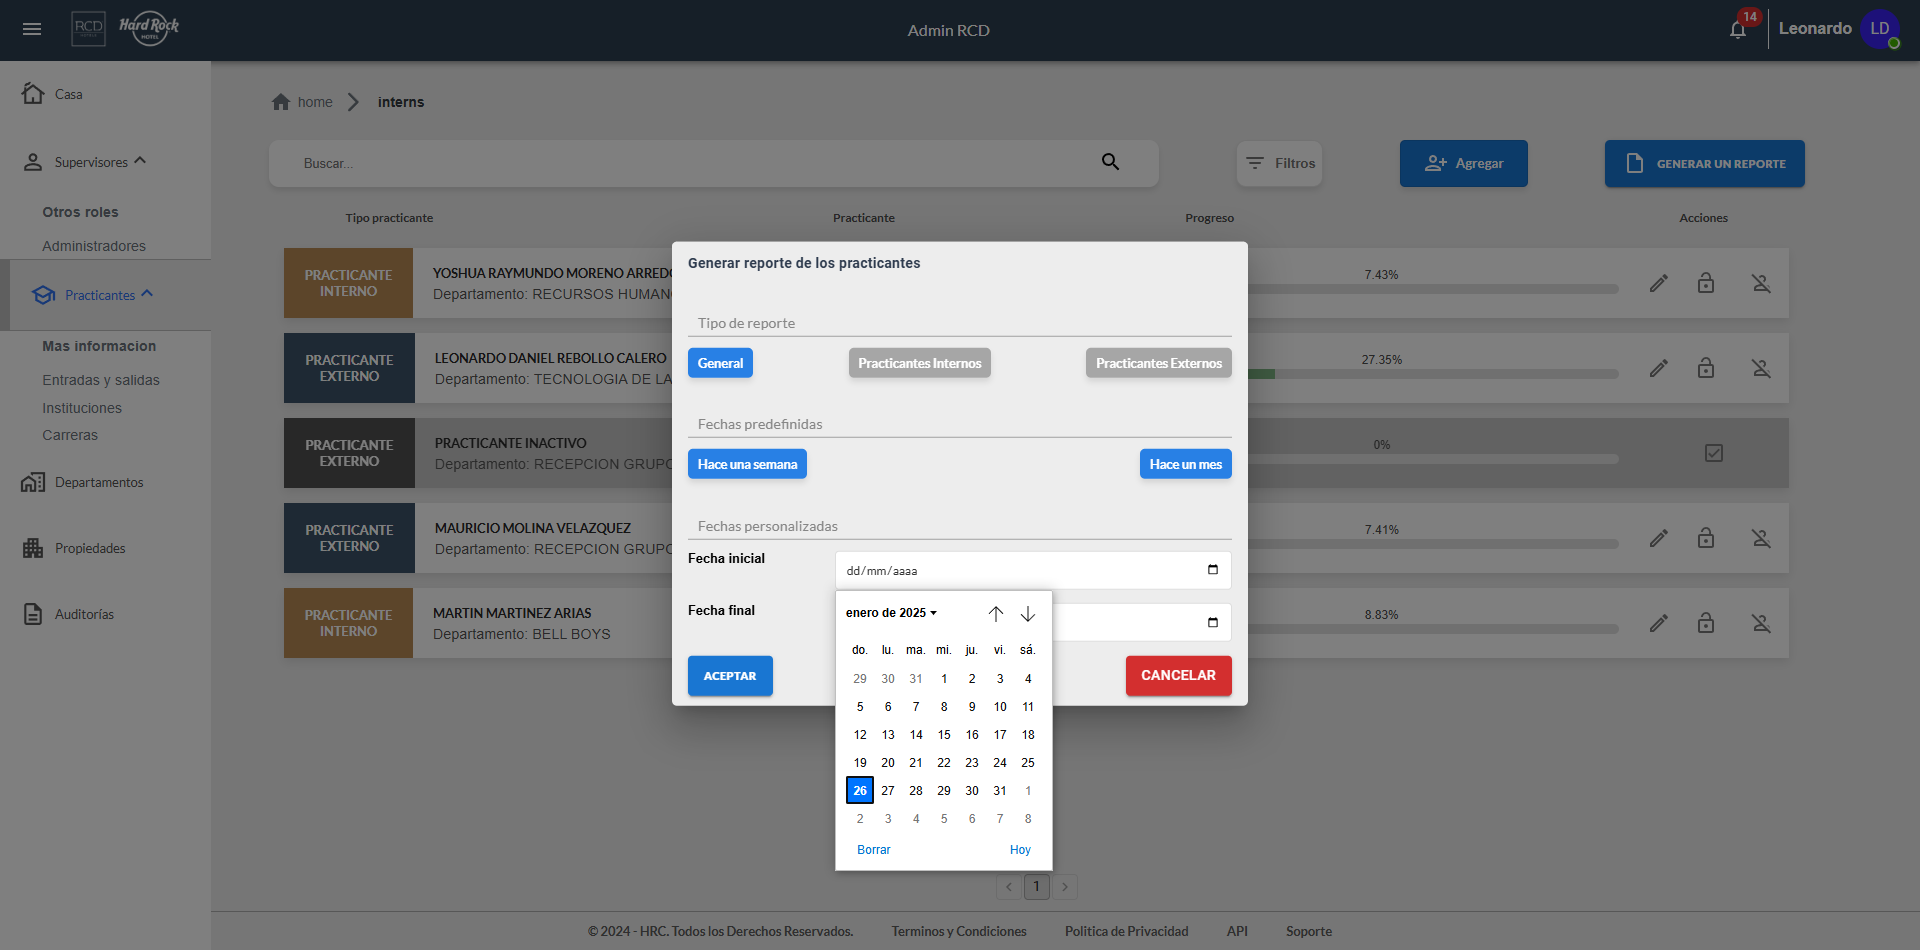 RCD
HOTELS
Hard Rock
HOTEL
Admin RCD
14
Leonardo
LD
Casa
Supervisores
Otros roles
Administradores
Practicantes
Mas informacion
Entradas y salidas
Instituciones
Carreras
Departamentos
Propiedades
Auditorías
home
interns
Buscar...
Filtros
Agregar
GENERAR UN REPORTE
Tipo practicante
Practicante
Progreso
Acciones
PRACTICANTE
INTERNO
YOSHUA RAYMUNDO MORENO ARRED
Departamento: RECURSOS HUMAN
7.43%
PRACTICANTE
EXTERNO
LEONARDO DANIEL REBOLLO CALERO
Departamento: TECNOLOGIA DE LA
27.35%
PRACTICANTE
EXTERNO
PRACTICANTE INACTIVO
Departamento: RECEPCION GRUPO
0%
PRACTICANTE
EXTERNO
MAURICIO MOLINA VELAZQUEZ
Departamento: RECEPCION GRUPO
7.41%
PRACTICANTE
INTERNO
MARTIN MARTINEZ ARIAS
Departamento: BELL BOYS
8.83%
Generar reporte de los practicantes
Tipo de reporte
General
Practicantes Internos
Practicantes Externos
Fechas predefinidas
Hace una semana
Hace un mes
Fechas personalizadas
Fecha inicial
dd/mm/aaaa
Fecha final
ACEPTAR
CANCELAR
enero de 2025
do. lu. ma. mi. ju. vi. sá.
29 30 31 1 2 3 4
5 6 7 8 9 10 11
12 13 14 15 16 17 18
19 20 21 22 23 24 25
26 27 28 29 30 31 1
2 3 4 5 6 7 8
Borrar
Hoy
1
© 2024 - HRC. Todos los Derechos Reservados.
Terminos y Condiciones
Politica de Privacidad
API
Soporte